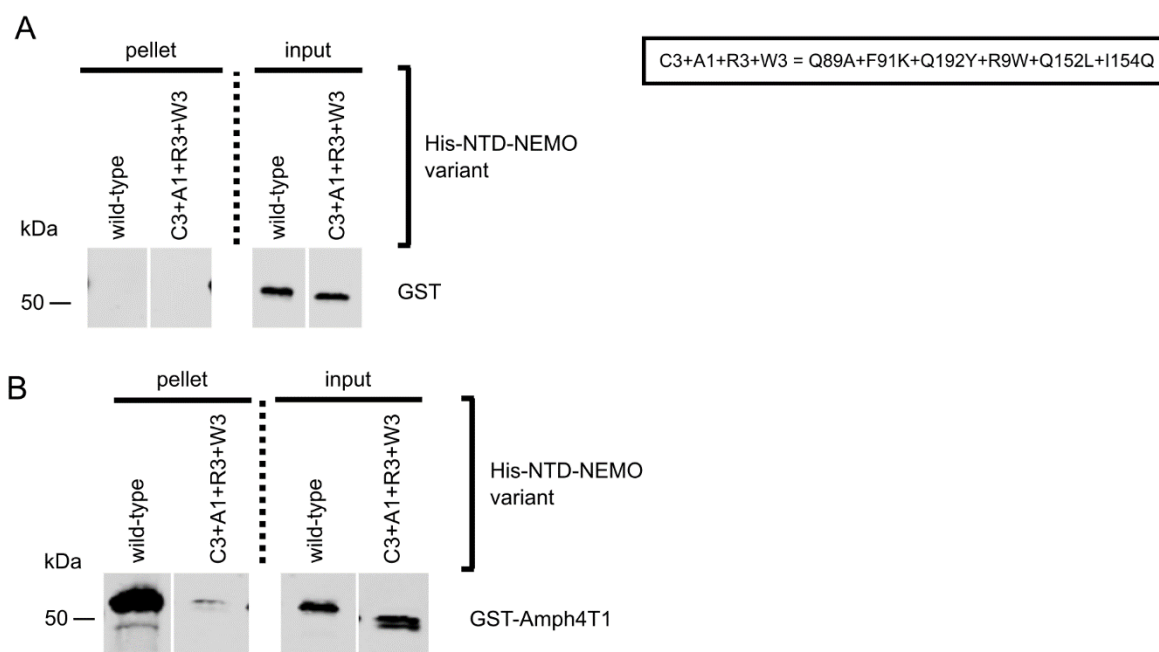 A
pellet
input
C3+A1+R3+W3 = Q89A+F91K+Q192Y+R9W+Q152L+I154Q
wild-type
C3+A1+R3+W3
wild-type
C3+A1+R3+W3
His-NTD-NEMO
variant
kDa
50
GST
B
pellet
input
wild-type
C3+A1+R3+W3
wild-type
C3+A1+R3+W3
His-NTD-NEMO
variant
kDa
50
GST-Amph4T1